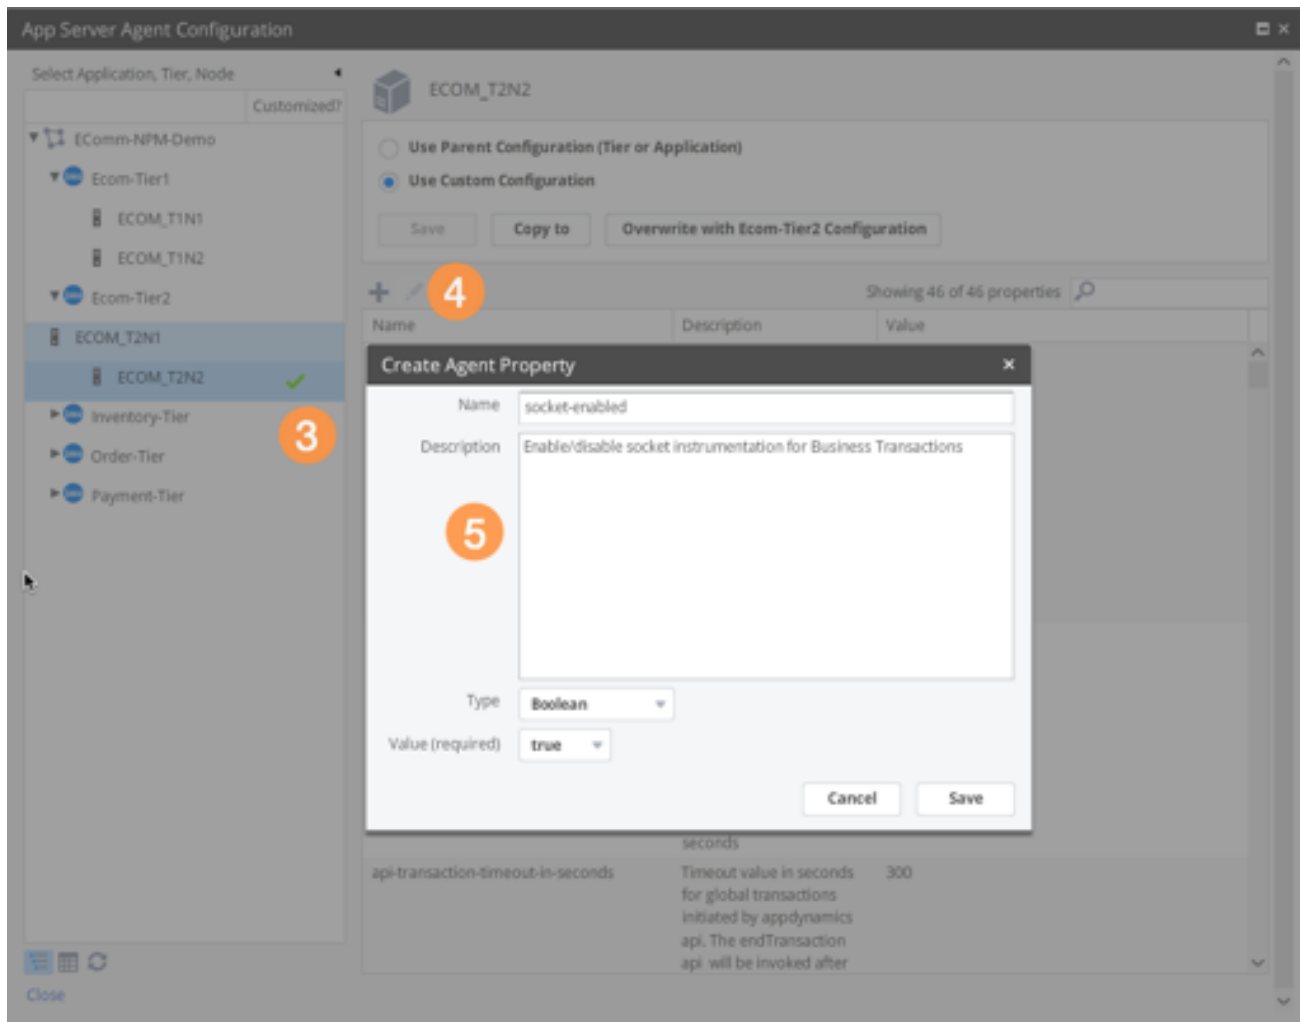 App Server Agent Configuration
Select Application, Tier, Node
Customized?
EComm-NPM-Demo
Ecom-Tier1
ECOM_T1N1
ECOM_T1N2
Ecom-Tier2
ECOM_T2N1
ECOM_T2N2
Inventory-Tier
3
Order-Tier
Payment-Tier
Close
ECOM_T2N2
Use Parent Configuration (Tier or Application)
Use Custom Configuration
Save Copy to Overwrite with Ecom-Tier2 Configuration
4 Showing 46 of 46 properties
Name Description Value
Create Agent Property
Name socket-enabled
Description Enable/disable socket instrumentation for Business Transactions
5
Type Boolean
Value (required) true
Cancel Save
seconds
api-transaction-timeout-in-seconds Timeout value in seconds 300
for global transactions
initiated by appdynamics
api. The endTransaction
api will be invoked after